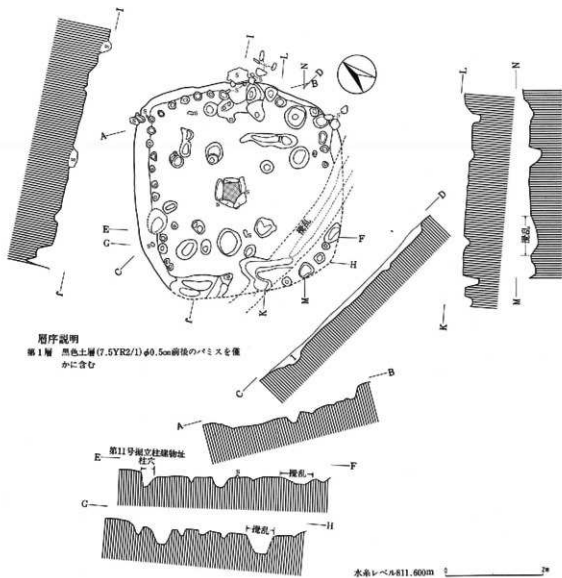 I
L
N
I
D
B
A
攪乱
E
G
C
F
H
J
K
M
L
N
攪乱
M
K
I
J
D
C
層序説明
第1層 黒色土層(7.5YR2/1)φ0.5㎝前後のパミスを僅
かに含む
A
B
第11号掘立柱建物址
柱穴
E
S
攪乱
F
G
攪乱
H
水糸レベル811.600m
0
2m